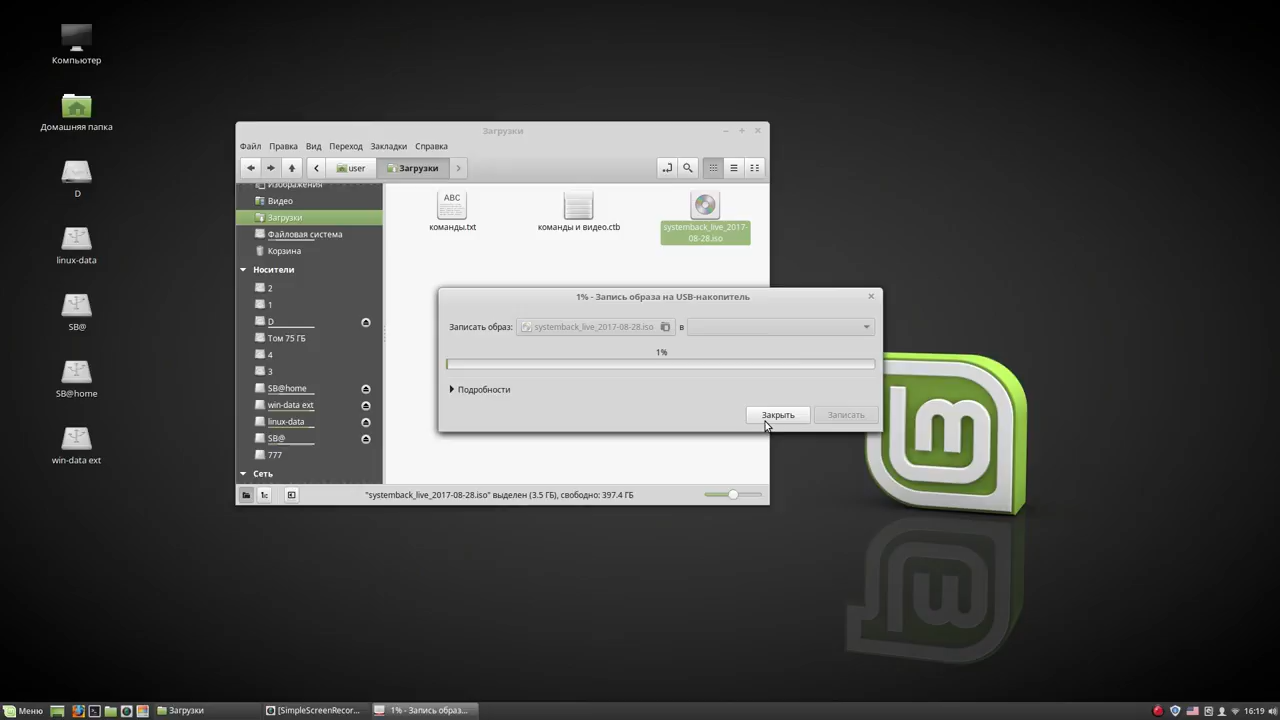 Компьютер
Домашняя папка
D
linux-data
SB@
SB@home
win-data ext
Загрузки
Файл Правка Вид Переход Закладки Справка
user Загрузки
Изображения
Видео
Загрузки
Файловая система
Корзина
Носители
2
1
D
Том 75 ГБ
4
3
SB@home
win-data ext
linux-data
SB@
777
Сеть
ABC
команды.txt
команды и видео.ctb
systemback_live_2017-
08-28.iso
1% - Запись образа на USB-накопитель
Записать образ: systemback_live_2017-08-28.iso в
1%
Подробности
Закрыть Записать
"systemback_live_2017-08-28.iso" выделен (3.5 ГБ), свободно: 397.4 ГБ
Меню Загрузки [SimpleScreenRecor... 1% - Запись образ... 16:19